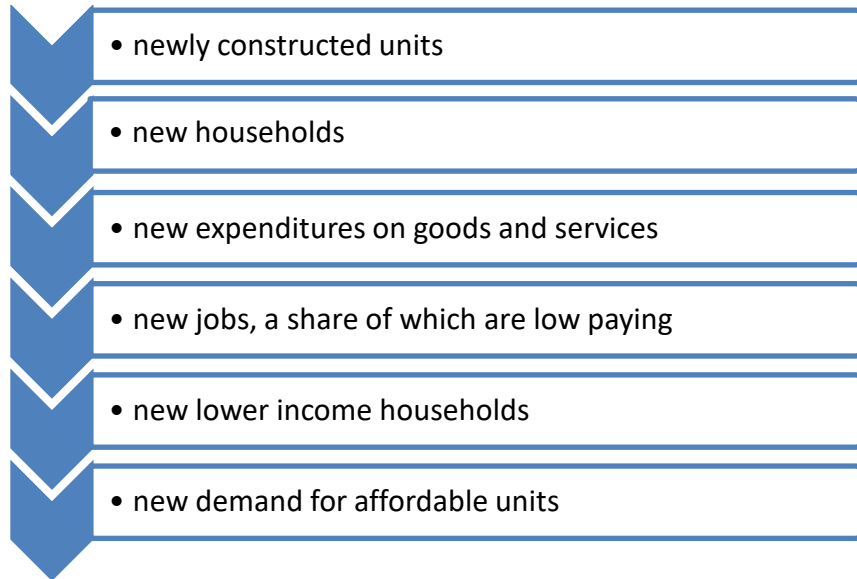 • newly constructed units
• new households
• new expenditures on goods and services
• new jobs, a share of which are low paying
• new lower income households
• new demand for affordable units